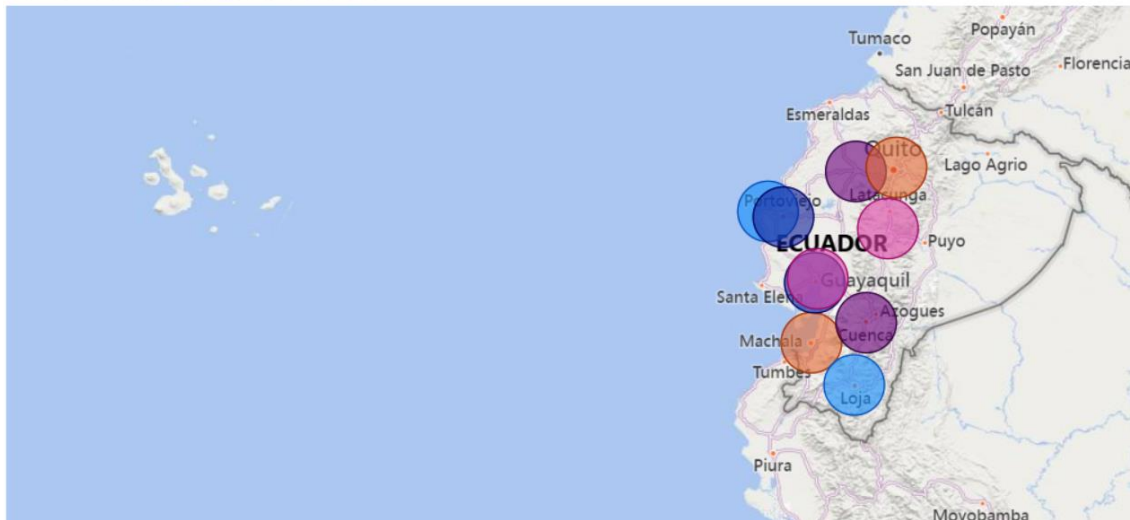 Popayán
Tumaco
Florencia
San Juan de Pasto
Esmeraldas
Tulcán
Quito
Lago Agrio
Latacunga
Portoviejo
ECUADOR
Puyo
Guayaquil
Santa Elena
Azogues
Cuenca
Machala
Tumbes
Loja
Piura
Moyobamba